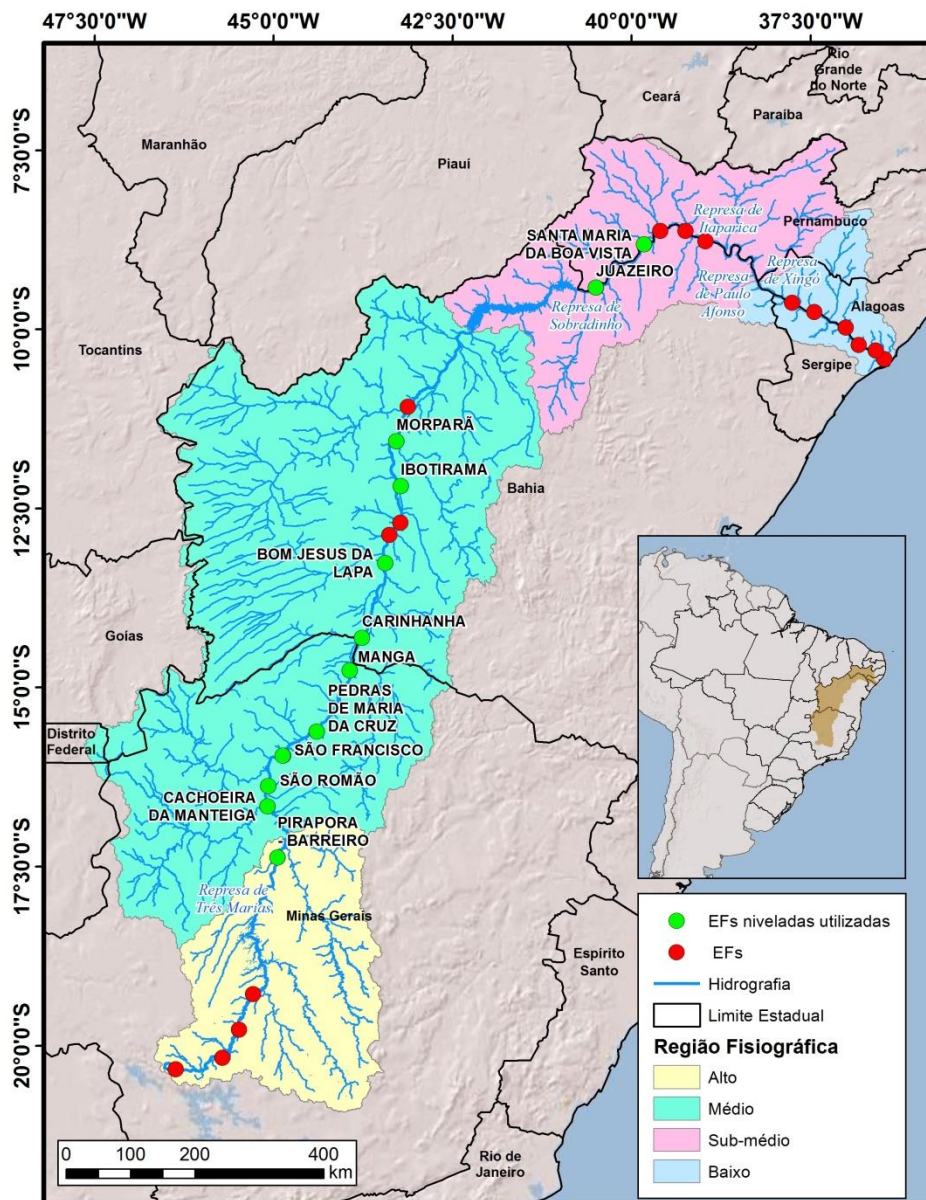 47°30'0"W
45°0'0"W
42°30'0"W
40°0'0"W
37°30'0"W
7°30'0"S
10°0'0"S
12°30'0"S
15°0'0"S
17°30'0"S
20°0'0"S
Rio
Grande
do Norte
Ceará
Paraíba
Maranhão
Piauí
Pernambuco
Represa de
Itaparica
SANTA MARIA
DA BOA VISTA
JUAZEIRO
Represa
de Xingó
Represa
de Paulo
Afonso
Represa de
Sobradinho
Alagoas
Sergipe
Tocantins
MORPARÃ
IBOTIRAMA
Bahia
BOM JESUS DA
LAPA
Goiás
CARINHANHA
MANGA
PEDRAS
DE MARIA
DA CRUZ
Distrito
Federal
SÃO FRANCISCO
SÃO ROMÃO
CACHOEIRA
DA MANTEIGA
PIRAPORA
- BARREIRO
Represa de
Três Marias
Minas Gerais
Espírito
Santo
Rio de
Janeiro
EFs niveladas utilizadas
EFs
Hidrografia
Limite Estadual
Região Fisiográfica
Alto
Médio
Sub-médio
Baixo
0 100 200 300 400
km